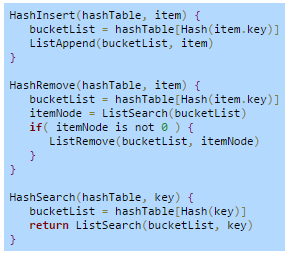 HashInsert(hashTable, item) {
bucketList = hashTable[Hash(item.key)]
ListAppend(bucketList, item)
}
HashRemove(hashTable, item) {
bucketList = hashTable[Hash(item.key)]
itemNode = ListSearch(bucketList)
if( itemNode is not 0 ) {
ListRemove(bucketList, itemNode)
}
}
HashSearch(hashTable, key) {
bucketList = hashTable[Hash(key)]
return ListSearch(bucketList, key)
}